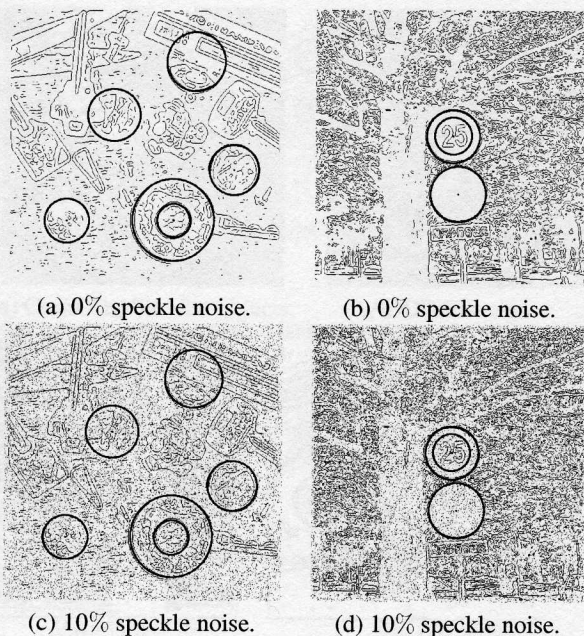 25
(a) 0% speckle noise.
(b) 0% speckle noise.
25
(c) 10% speckle noise.
(d) 10% speckle noise.